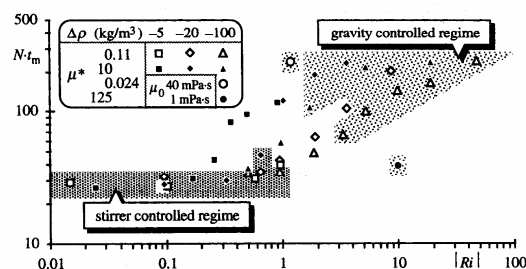 500
N·tₘ
100
10
Δρ (kg/m³) −5 −20 −100
0.11
μ* 10
0.024
125
μ₀ 40 mPa·s
1 mPa·s
gravity controlled regime
stirrer controlled regime
0.01 0.1 1 10 Ri 100